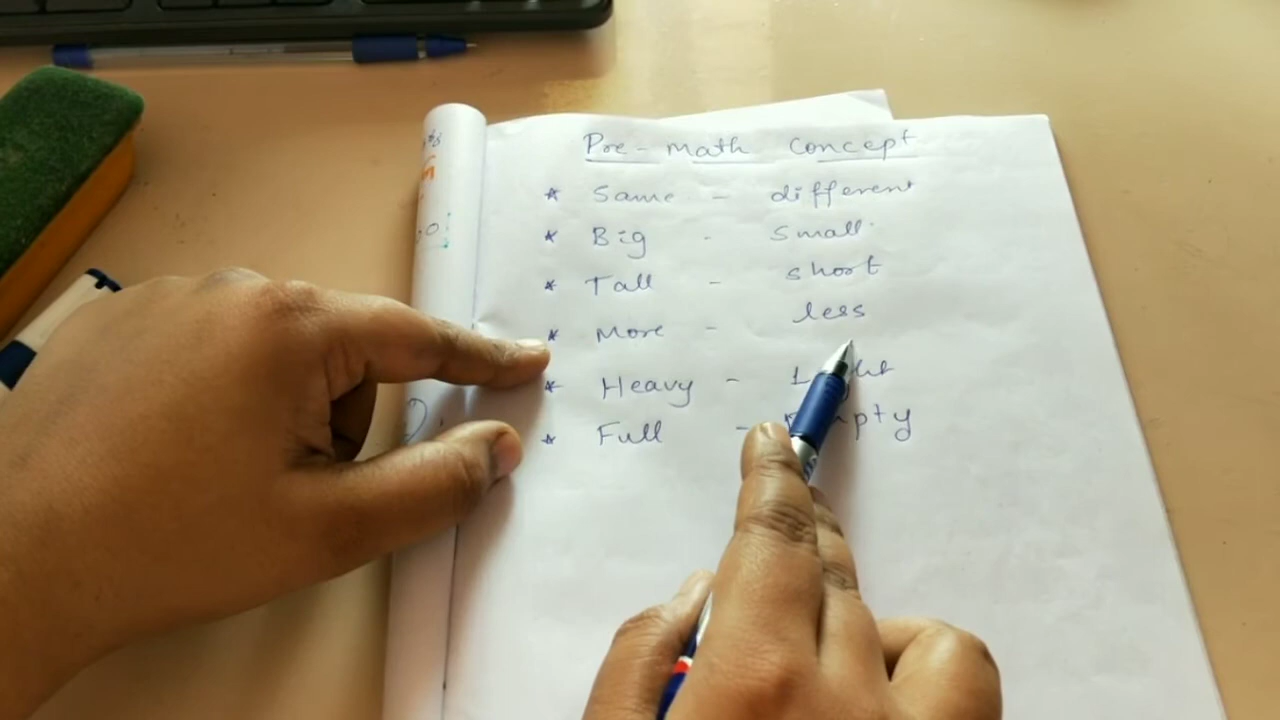 Pre-math Concept
* Same - different
* Big - small
* Tall - short
* More - less
* Heavy -
* Full -